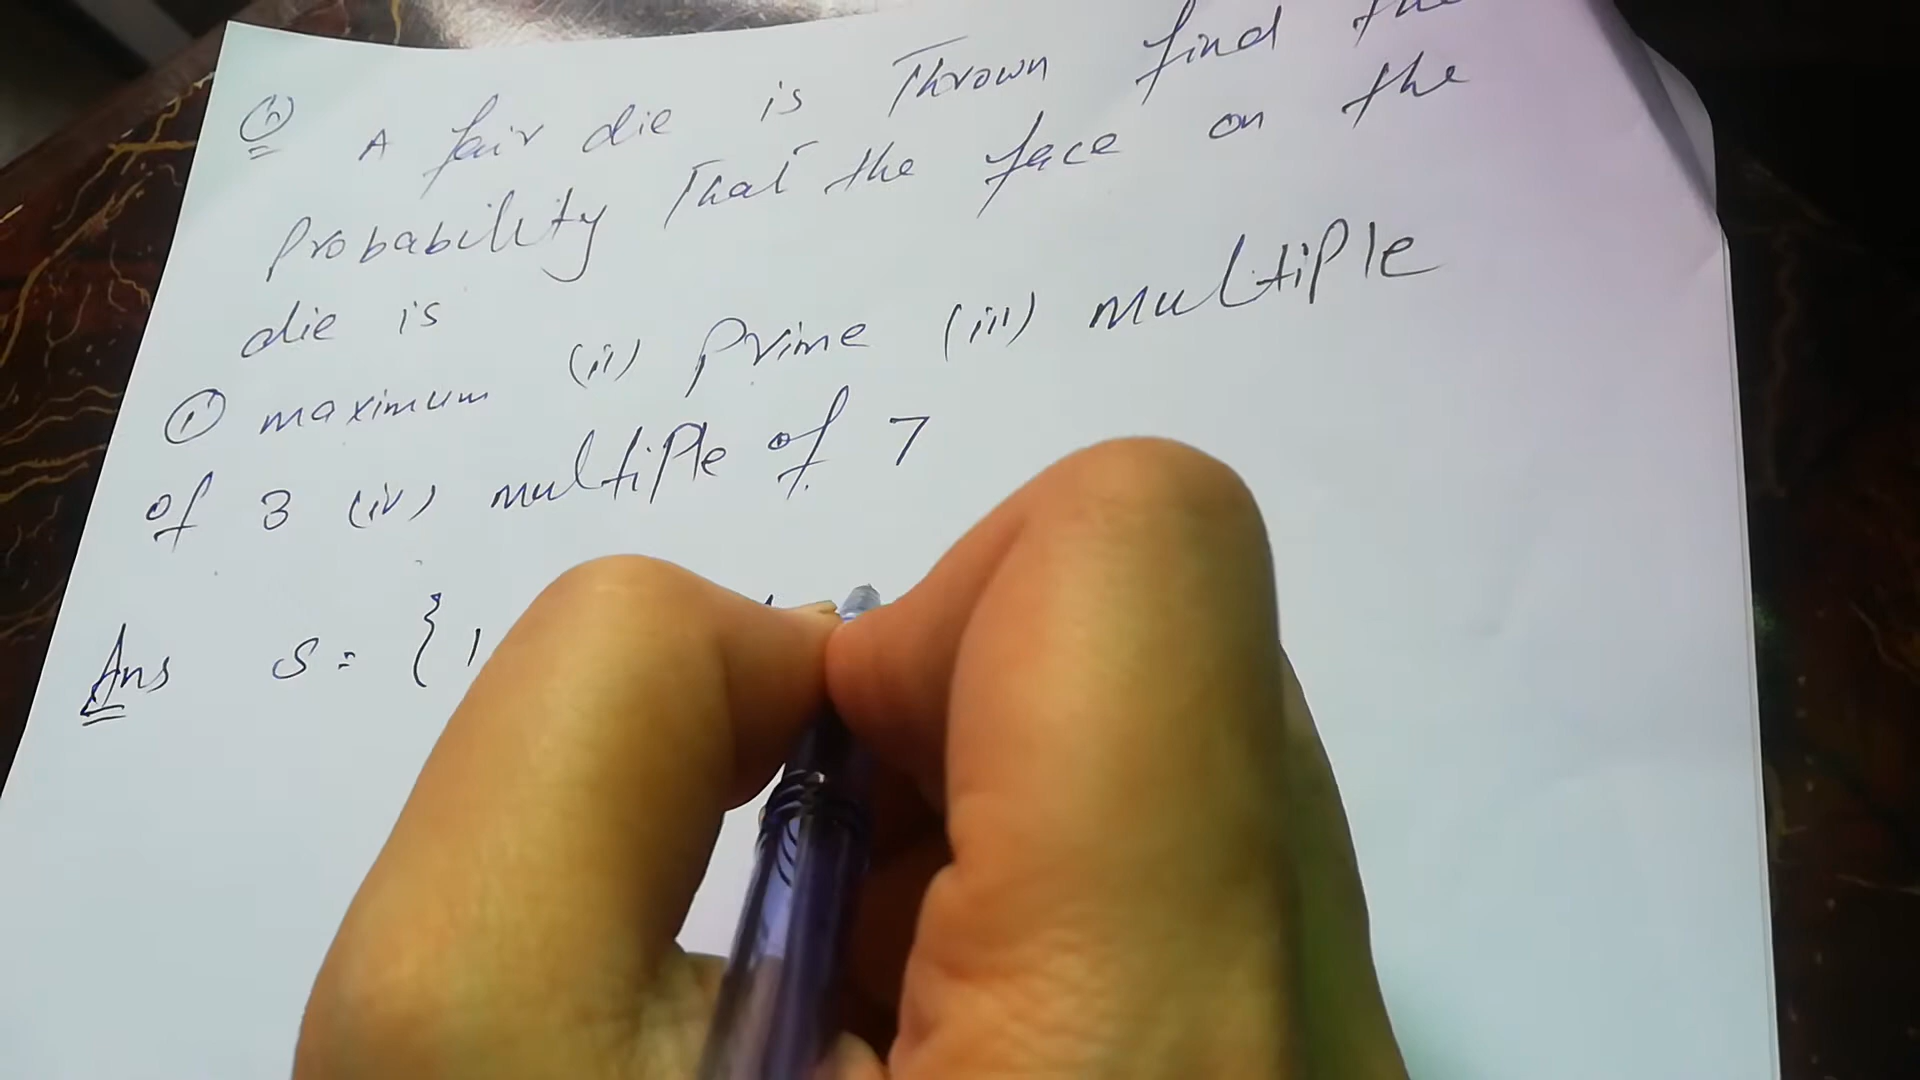 A fair die is Thrown find the
Probability That the face on the
die is
(i) maximum (ii) Prime (iii) multiple
of 3 (iv) multiple of 7
Ans S = { 1